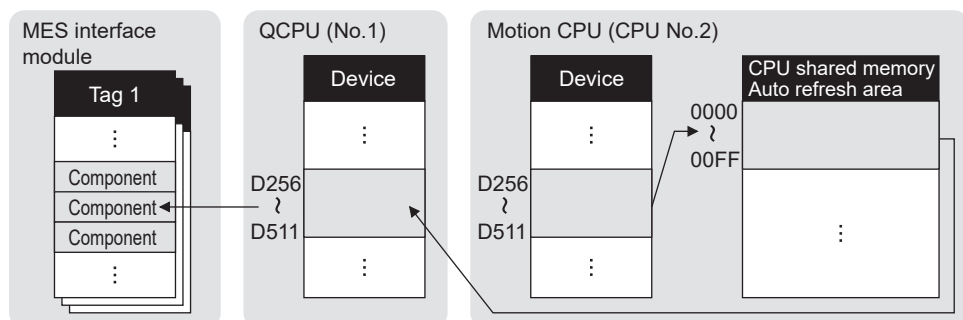 MES interface
module
Tag 1
⋮
Component
Component
Component
⋮
QCPU (No.1)
Device
⋮
D256
~
D511
⋮
Motion CPU (CPU No.2)
Device
⋮
D256
~
D511
⋮
CPU shared memory
Auto refresh area
0000
~
00FF
⋮